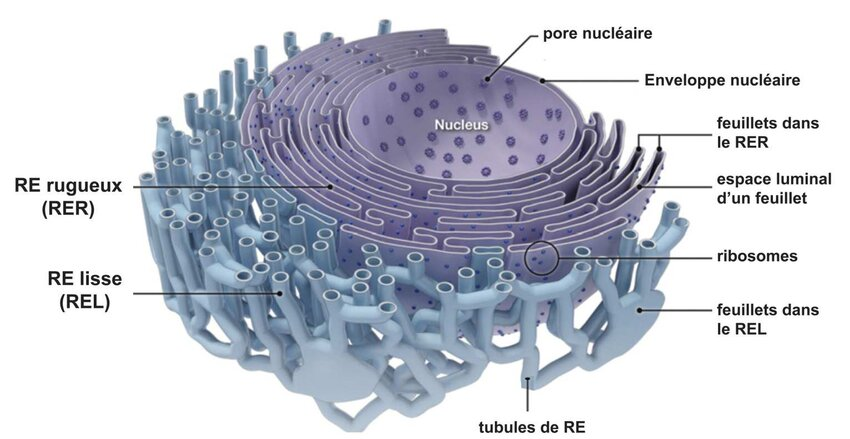 pore nucléaire
Enveloppe nucléaire
Nucleus
feuillets dans
le RER
RE rugueux
(RER)
espace luminal
d’un feuillet
ribosomes
RE lisse
(REL)
feuillets dans
le REL
tubules de RE